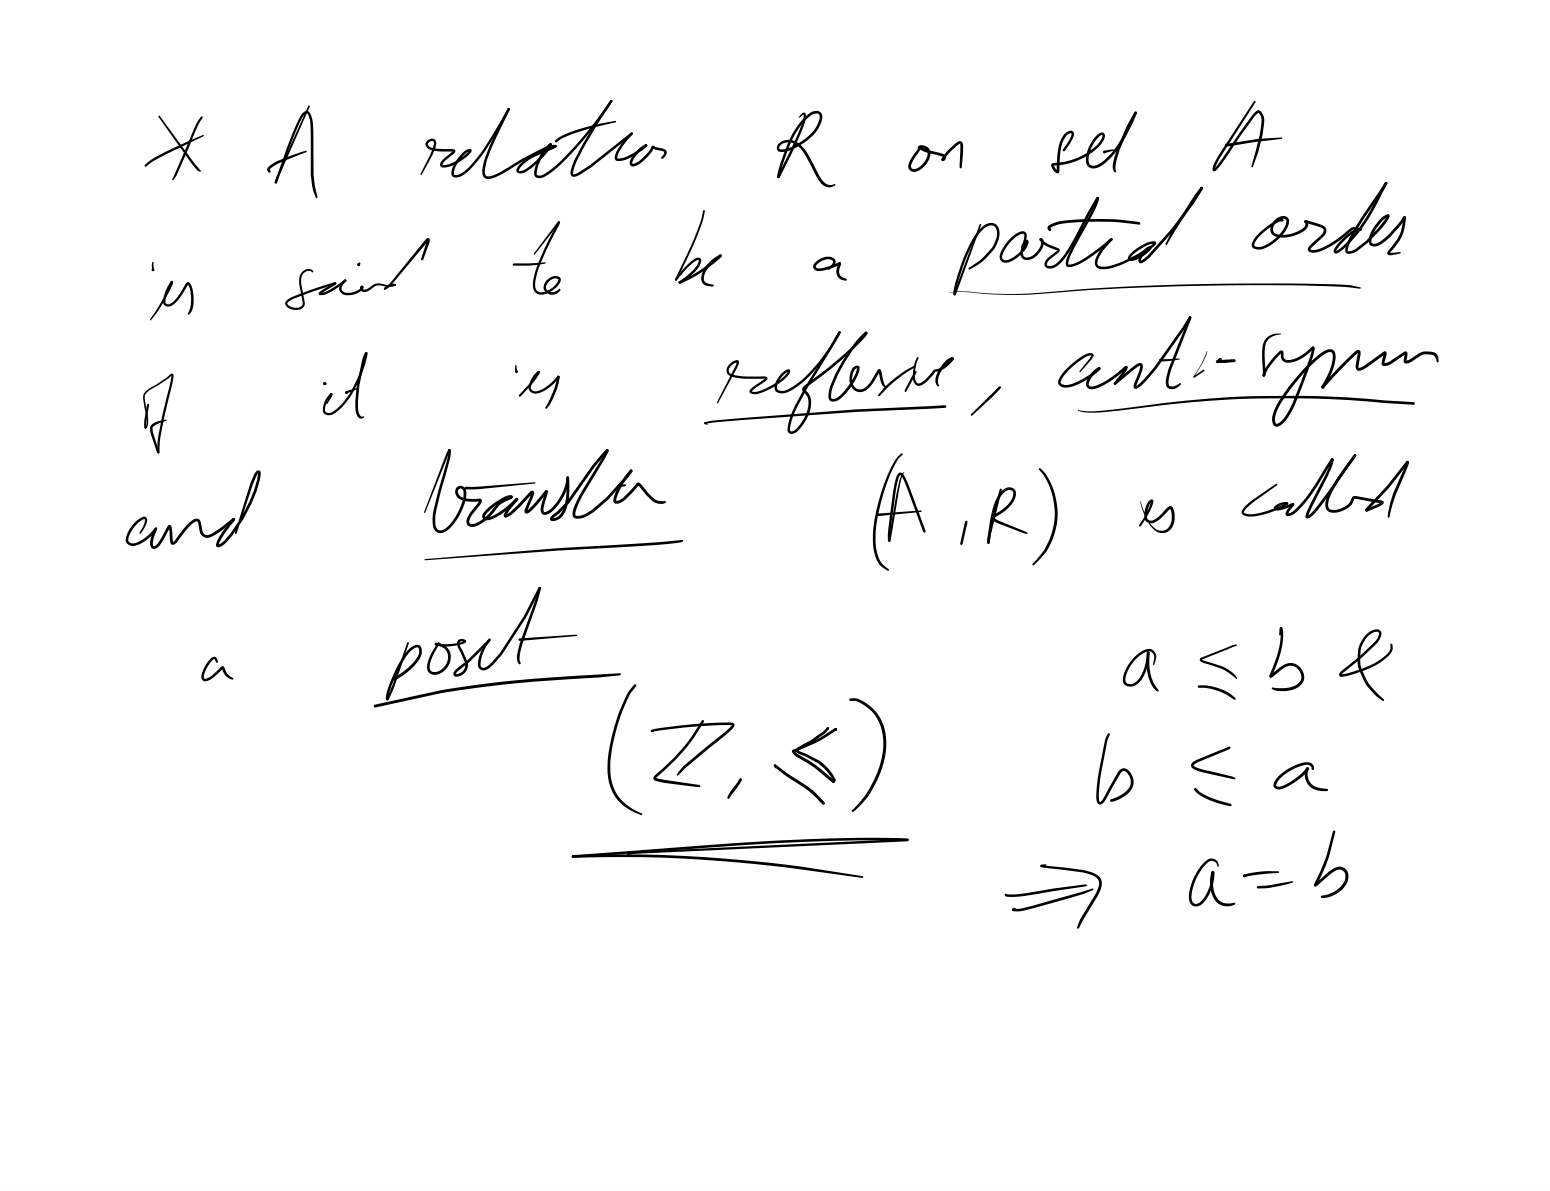 * A relation R on set A
is said to be a partial order
if it is reflexive, anti-symm
and transitive (A, R) is called
a poset
(ℤ, ≤)
a ≤ b &
b ≤ a
⇒ a = b